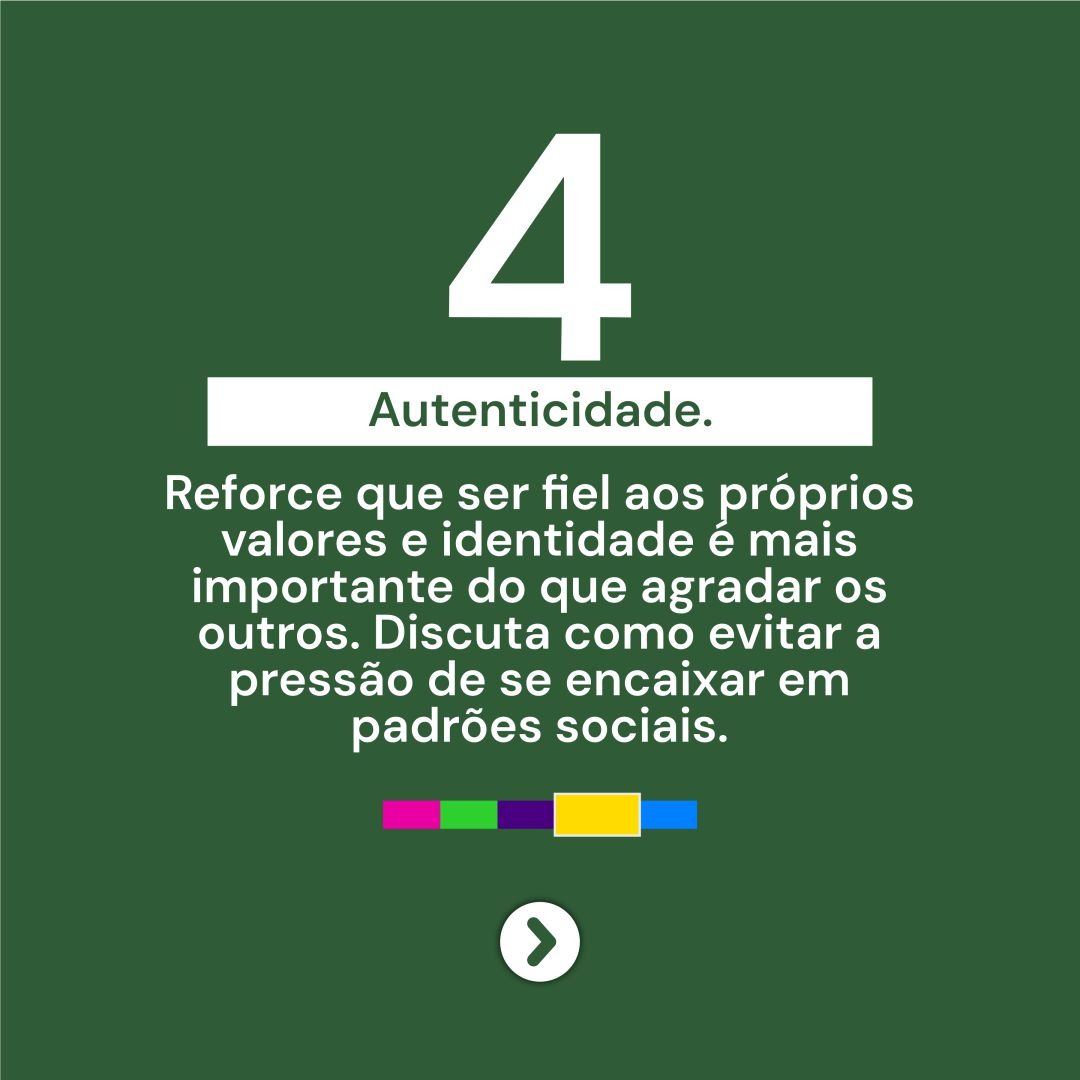 4
Autenticidade.
Reforce que ser fiel aos próprios
valores e identidade é mais
importante do que agradar os
outros. Discuta como evitar a
pressão de se encaixar em
padrões sociais.